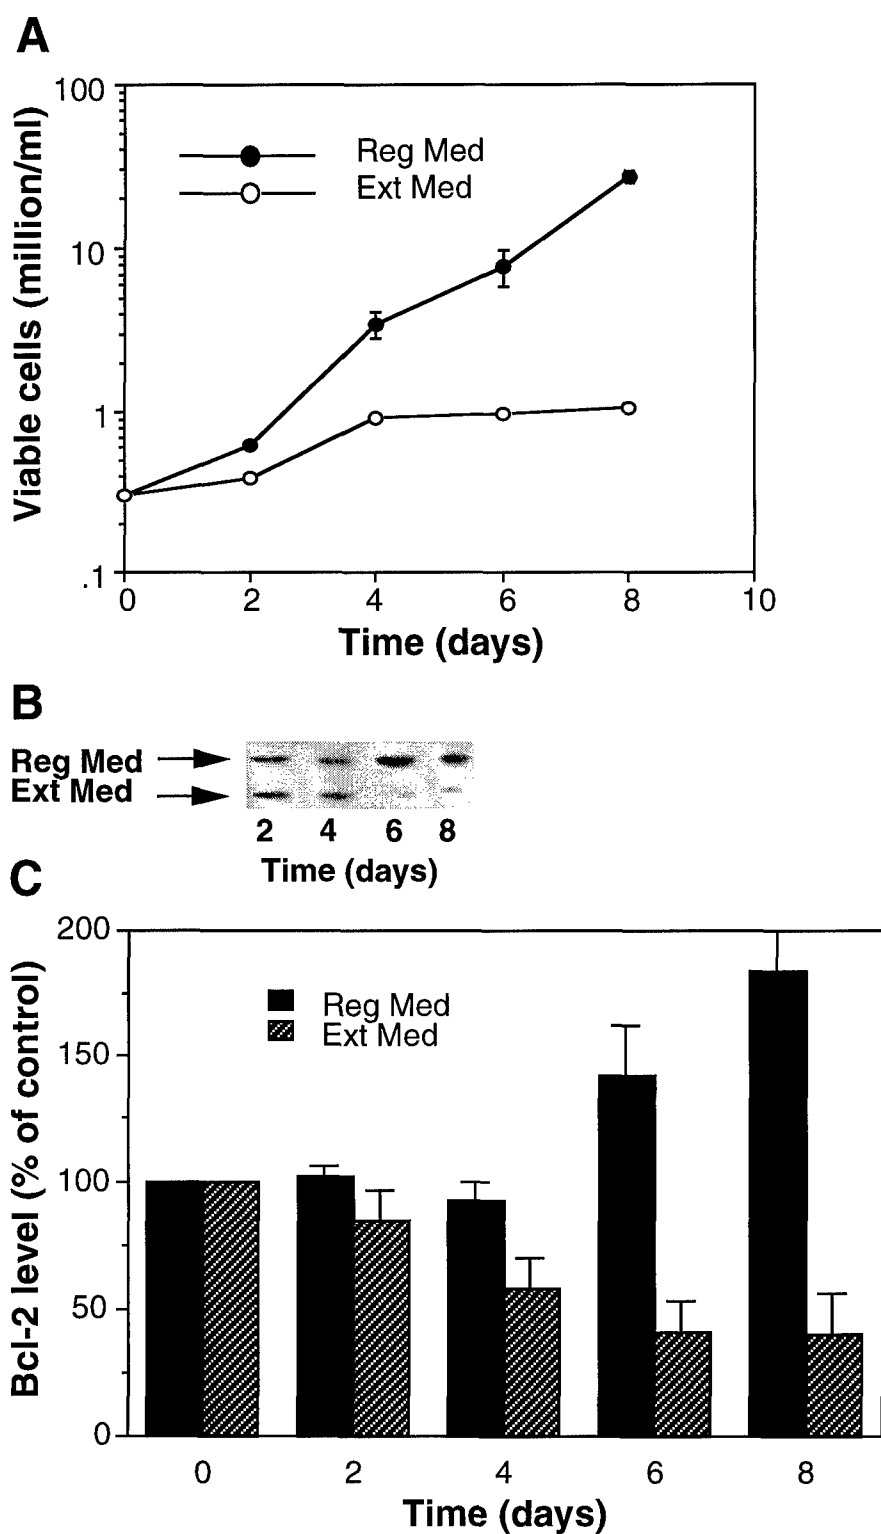 A
100
10
1
.1
Viable cells (million/ml)
Reg Med
Ext Med
0 2 4 6 8 10
Time (days)
B
Reg Med
Ext Med
2 4 6 8
Time (days)
C
200
150
100
50
0
Bcl-2 level (% of control)
Reg Med
Ext Med
0 2 4 6 8
Time (days)